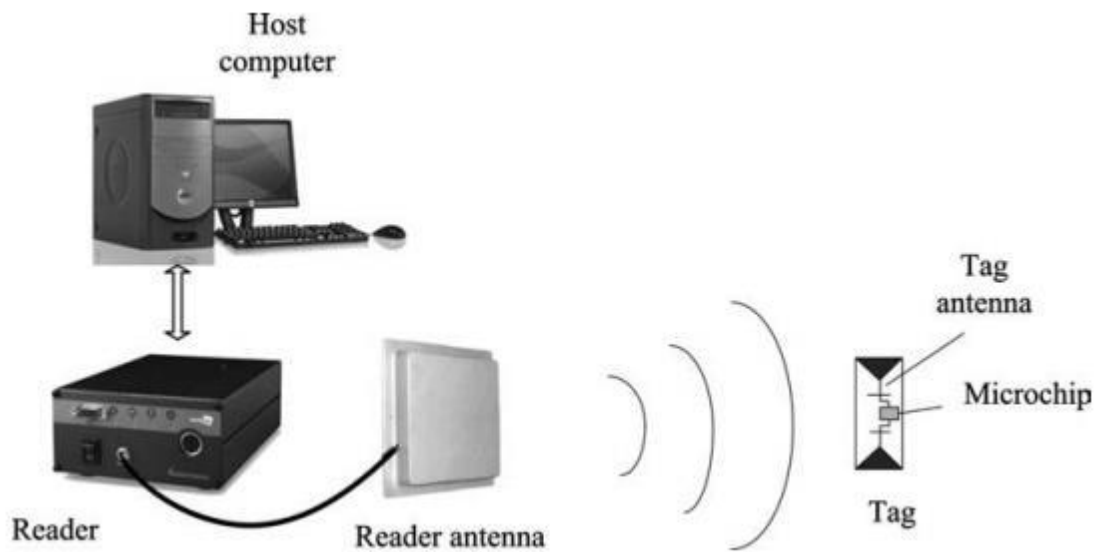 Host
computer
Tag
antenna
Microchip
Reader
Reader antenna
Tag